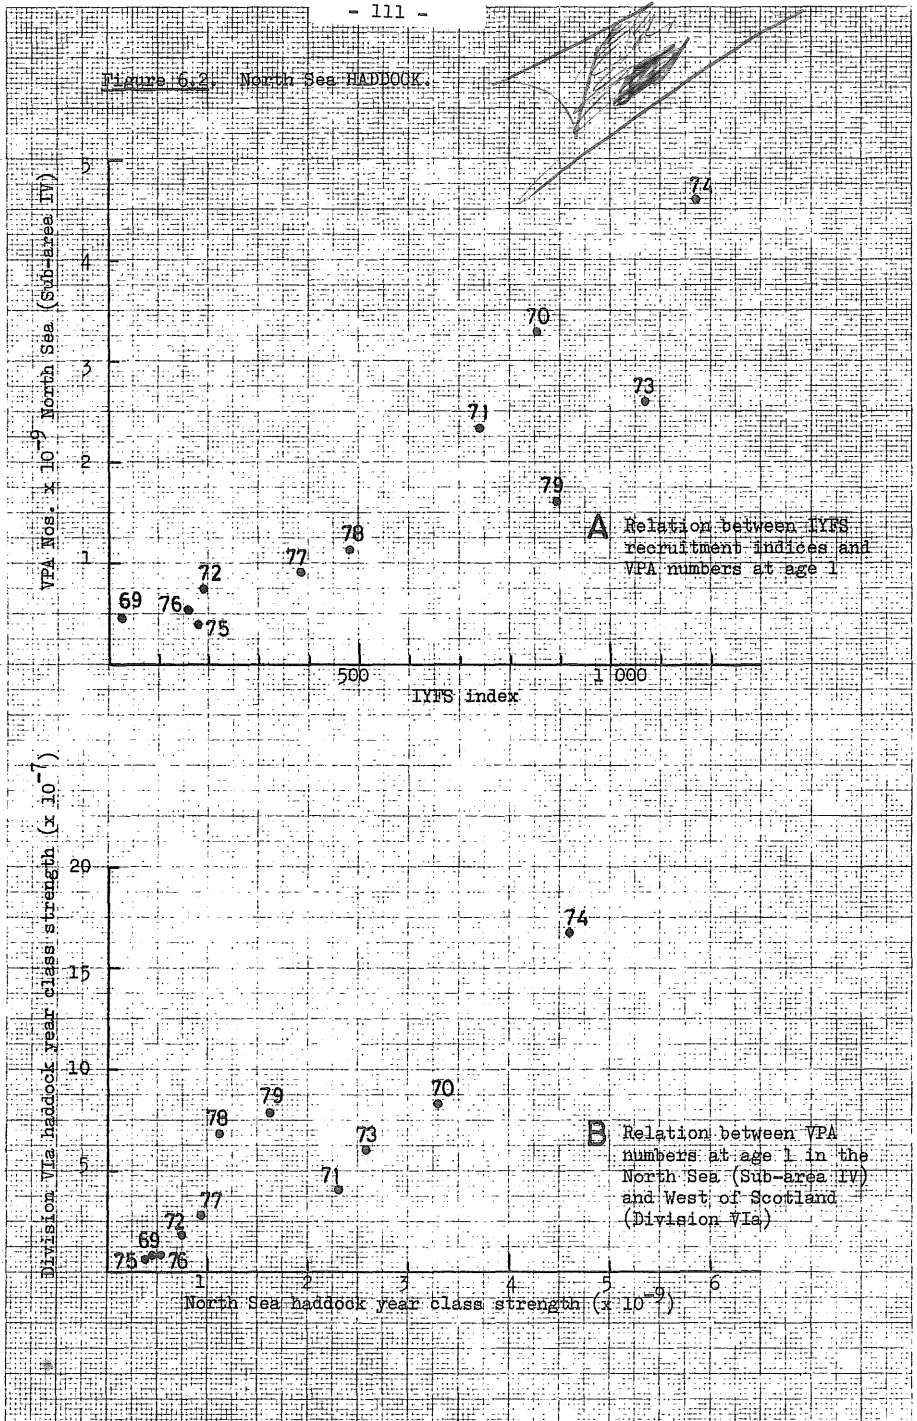 - 111 -
Figure 6.2. North Sea HADDOCK.
VPA Nos. x 10-9 North Sea (Sub-area IV)
5
4
3
2
1
74
70
73
71
79
78
77
72
69
76
75
A Relation between IYFS
recruitment indices and
VPA numbers at age 1
500
1 000
IYFS index
Division VIa haddock year class strength (x 10-7)
20
15
10
5
74
70
79
78
73
71
77
72
69
75
76
B Relation between VPA
numbers at age 1 in the
North Sea (Sub-area IV)
and West of Scotland
(Division VIa)
1
2
3
4
5
6
North Sea haddock year class strength (x 10-9)